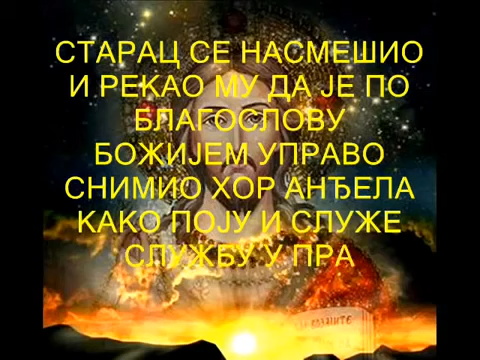 СТАРАЦ СЕ НАСМЕШИО
И РЕКАО МУ ДА ЈЕ ПО
БЛАГОСЛОВУ
БОЖИЈЕМ УПРАВО
СНИМИО ХОР АНЂЕЛА
КАКО ПОЈУ И СЛУЖЕ
СЛУЖБУ У ПРА